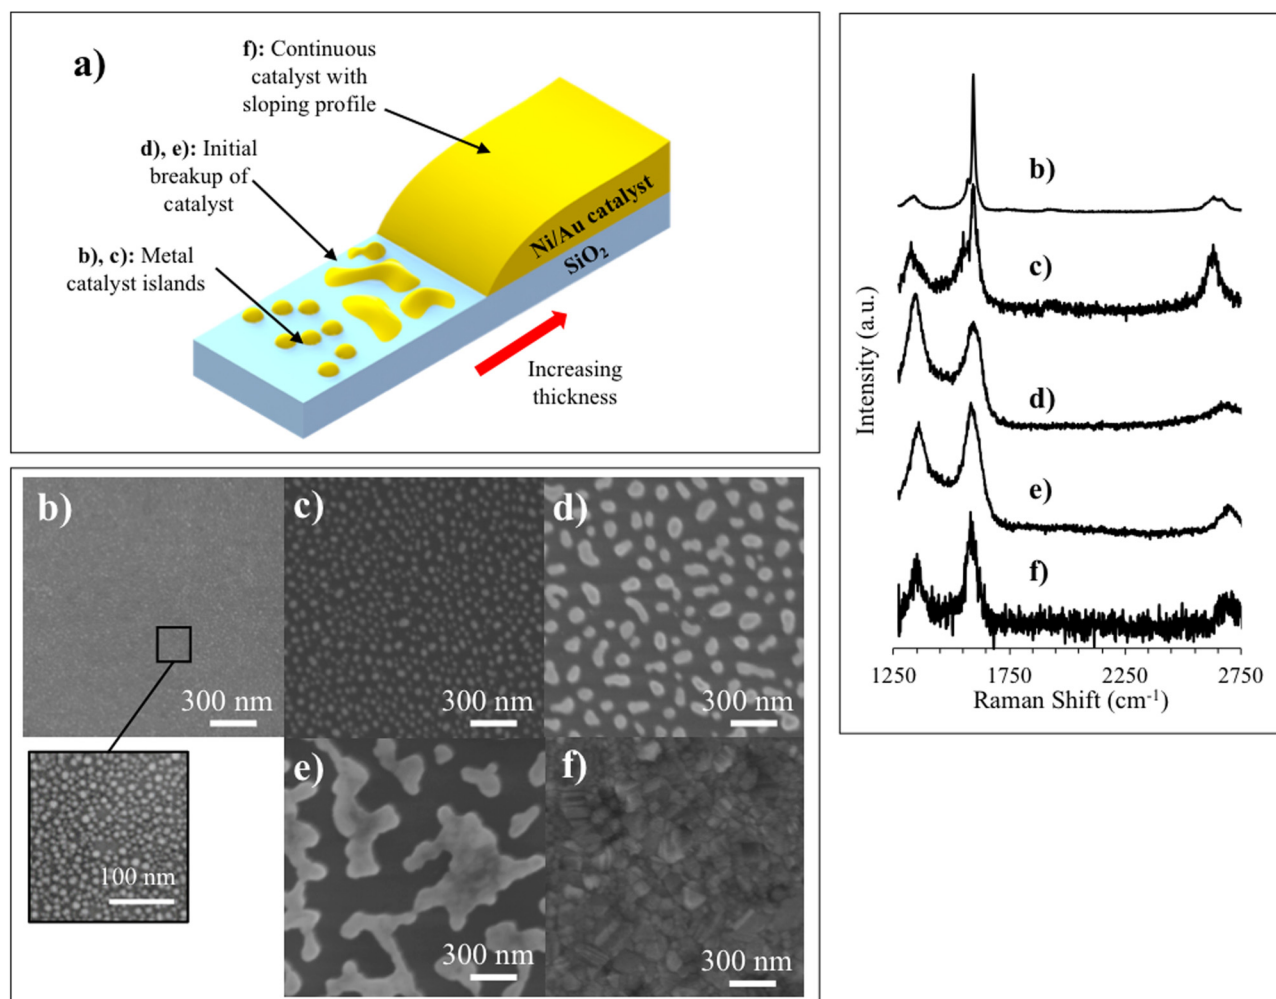 a)
f): Continuous
catalyst with
sloping profile
d), e): Initial
breakup of
catalyst
b), c): Metal
catalyst islands
Ni/Au catalyst
SiO₂
Increasing
thickness
b)
300 nm
100 nm
c)
300 nm
d)
300 nm
e)
300 nm
f)
300 nm
Intensity (a.u.)
b)
c)
d)
e)
f)
1250 1750 2250 2750
Raman Shift (cm⁻¹)